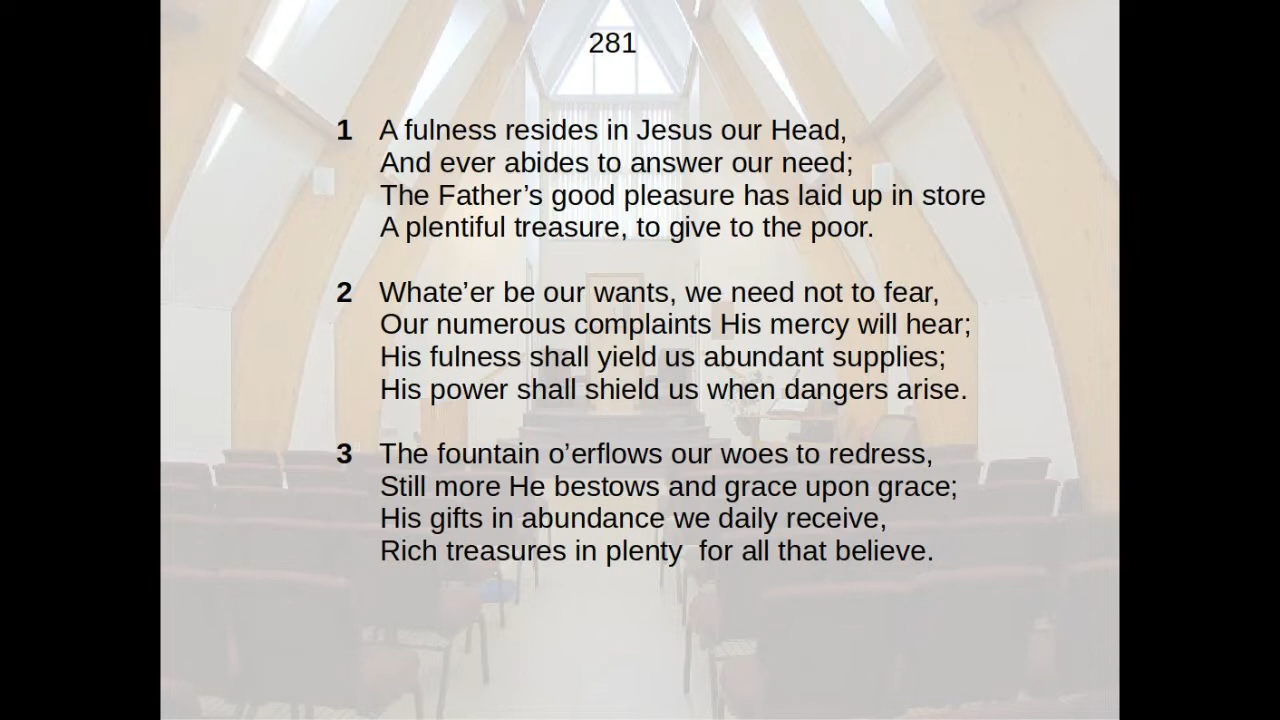 281
1 A fulness resides in Jesus our Head,
And ever abides to answer our need;
The Father’s good pleasure has laid up in store
A plentiful treasure, to give to the poor.
2 Whate’er be our wants, we need not to fear,
Our numerous complaints His mercy will hear;
His fulness shall yield us abundant supplies;
His power shall shield us when dangers arise.
3 The fountain o’erflows our woes to redress,
Still more He bestows and grace upon grace;
His gifts in abundance we daily receive,
Rich treasures in plenty  for all that believe.